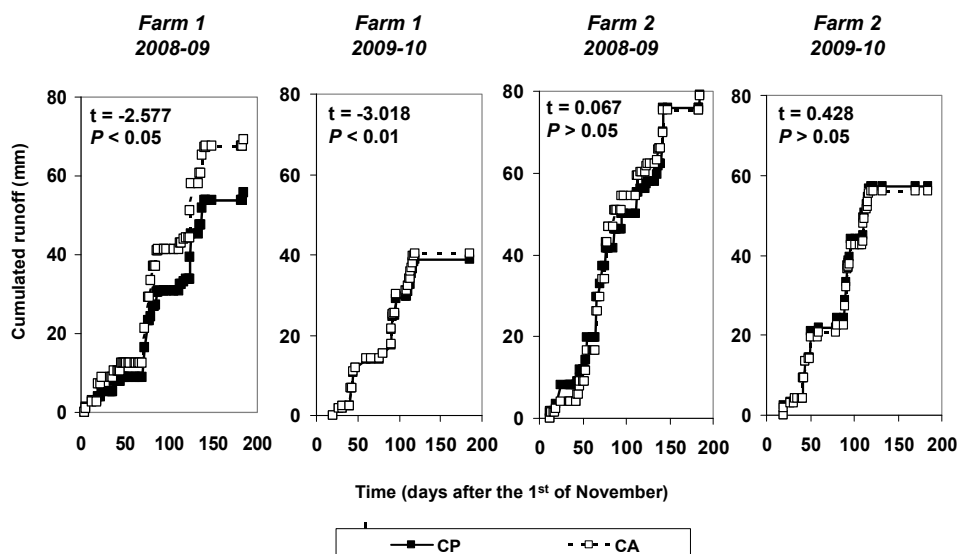 Farm 1 Farm 1 Farm 2 Farm 2
2008-09 2009-10 2008-09 2009-10
Cumulated runoff (mm)
80 80 80 80
60 60 60 60
40 40 40 40
20 20 20 20
0 0 0 0
t = -2.577 t = -3.018 t = 0.067 t = 0.428
P < 0.05 P < 0.01 P > 0.05 P > 0.05
0 50 100 150 200 0 50 100 150 200 0 50 100 150 200 0 50 100 150 200
Time (days after the 1st of November)
CP CA